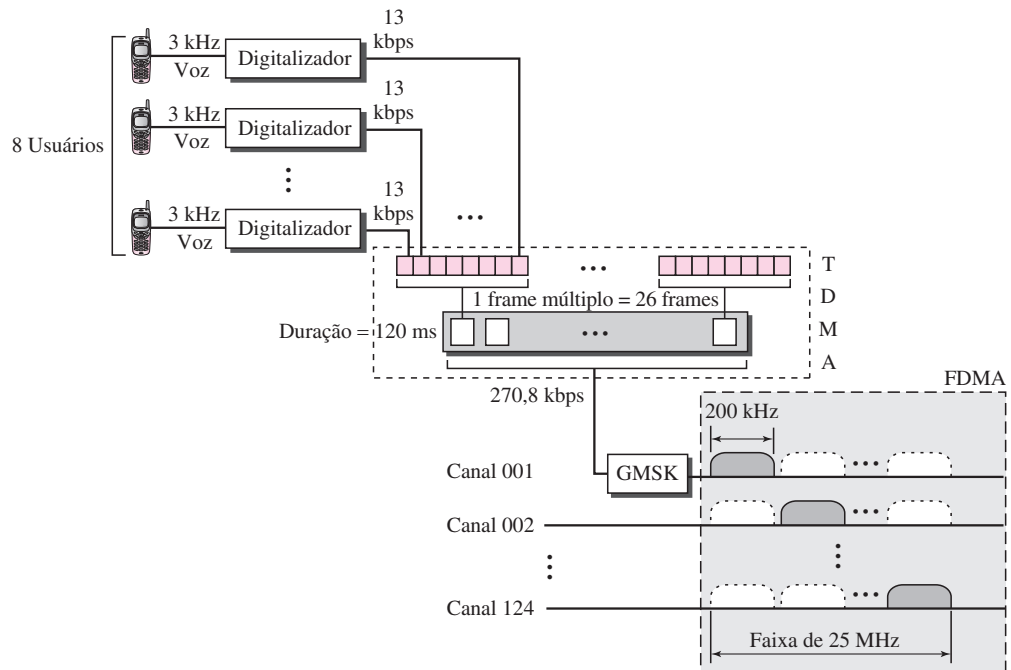 13
kbps
3 kHz
Voz
Digitalizador
13
kbps
3 kHz
Voz
Digitalizador
8 Usuários
13
kbps
3 kHz
Voz
Digitalizador
T
D
M
A
1 frame múltiplo = 26 frames
Duração = 120 ms
270,8 kbps
FDMA
200 kHz
Canal 001
GMSK
Canal 002
Canal 124
Faixa de 25 MHz